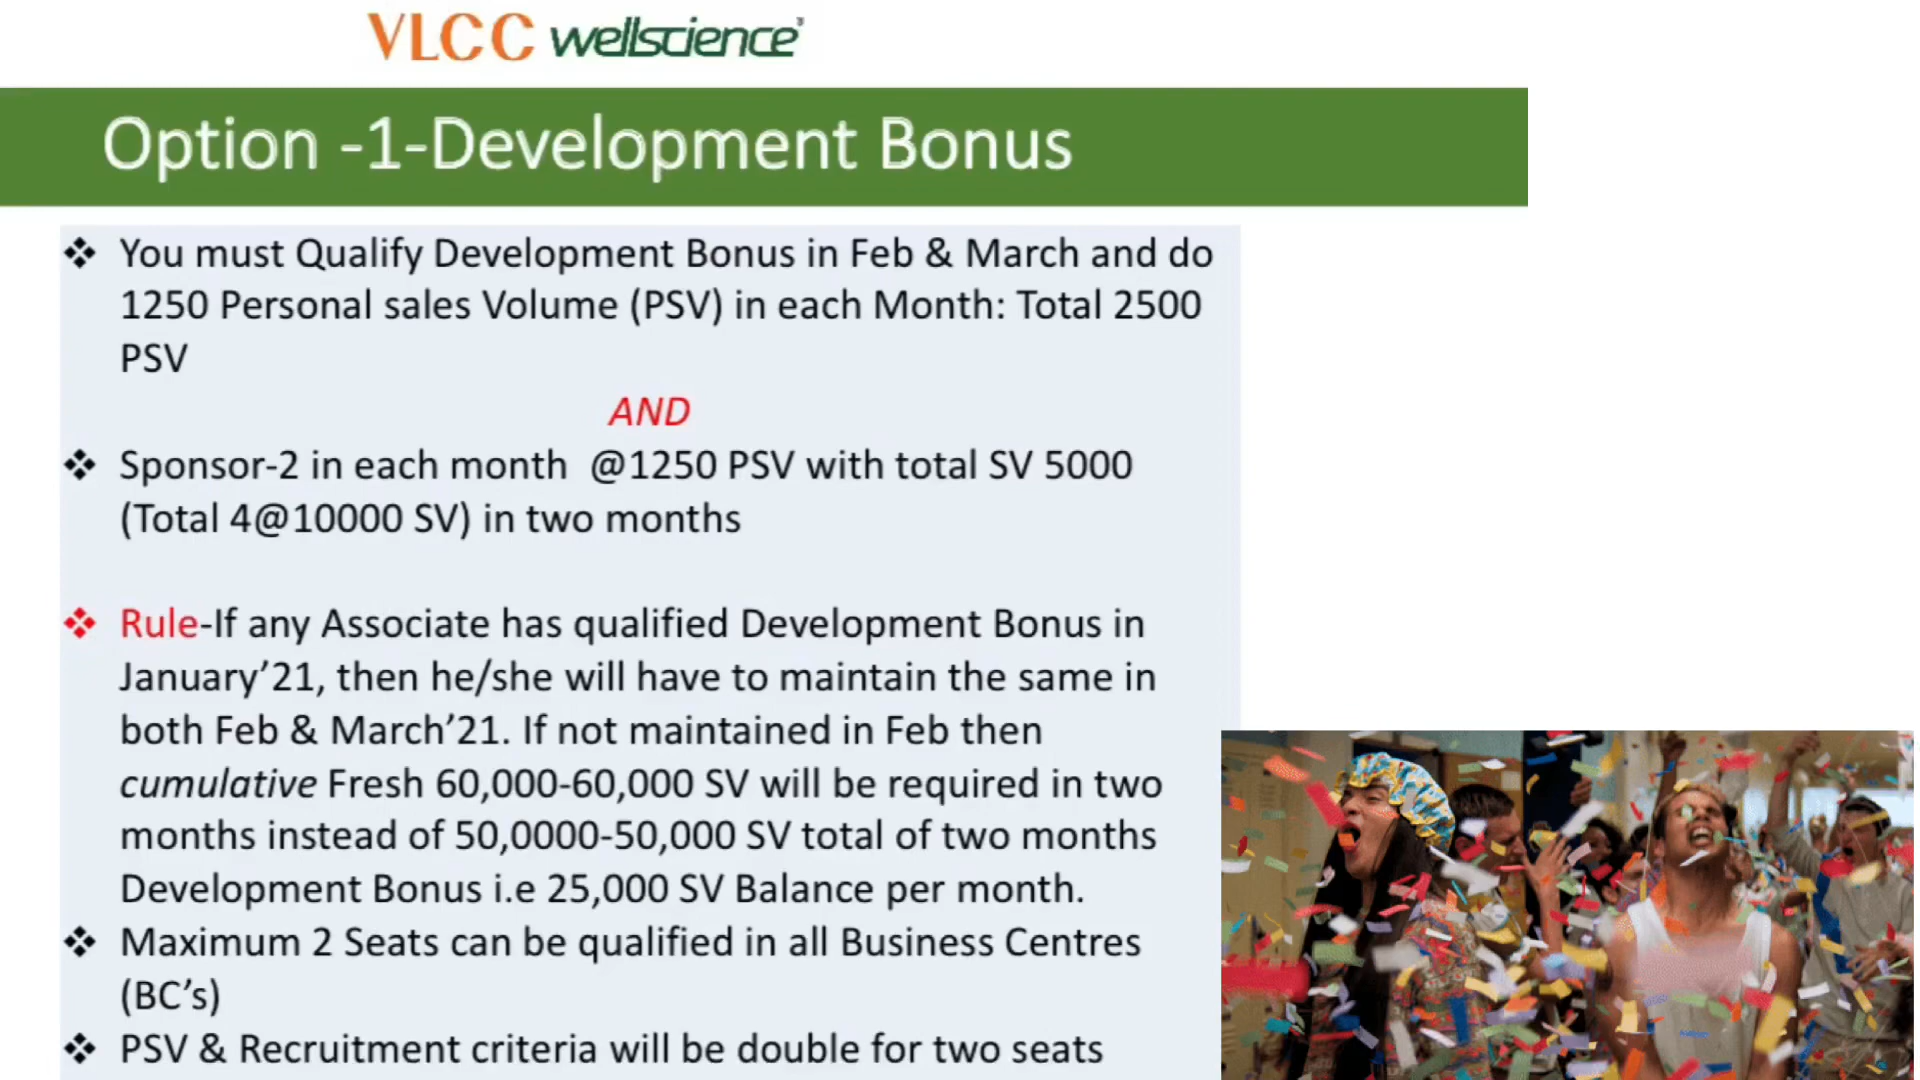 VLCC wellscience
Option -1-Development Bonus
❖ You must Qualify Development Bonus in Feb & March and do
1250 Personal sales Volume (PSV) in each Month: Total 2500
PSV
AND
❖ Sponsor-2 in each month @1250 PSV with total SV 5000
(Total 4@10000 SV) in two months
❖ Rule-If any Associate has qualified Development Bonus in
January’21, then he/she will have to maintain the same in
both Feb & March’21. If not maintained in Feb then
cumulative Fresh 60,000-60,000 SV will be required in two
months instead of 50,0000-50,000 SV total of two months
Development Bonus i.e 25,000 SV Balance per month.
❖ Maximum 2 Seats can be qualified in all Business Centres
(BC’s)
❖ PSV & Recruitment criteria will be double for two seats